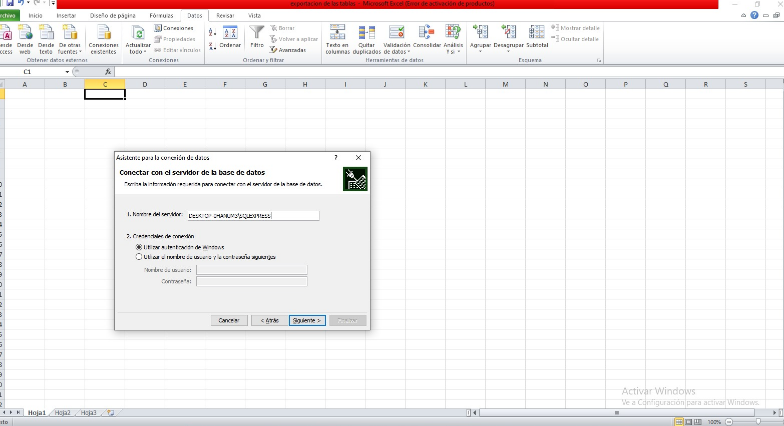 xportación de las tablas - Microsoft Excel (Error de activación de productos)
rchivo Inicio Insertar Diseño de página Fórmulas Datos Revisar Vista
Conexiones Borrar Mostrar detalle
Propiedades Volver a aplicar Ocultar detalle
Editar vínculos Avanzadas
Desde Desde Desde De otras Conexiones Actualizar Ordenar Filtro Texto en Quitar Validación Consolidar Análisis Agrupar Desagrupar Subtotal
ccess web texto fuentes existentes todo columnas duplicados de datos Y si
Obtener datos externos Conexiones Ordenar y filtrar Herramientas de datos Esquema
C1 fx
A B C D E F G H I J K L M N O P Q R S
Asistente para la conexión de datos ? X
Conectar con el servidor de la base de datos
Escriba la información requerida para conectar con el servidor de la base de datos.
1. Nombre del servidor:
2. Credenciales de conexión
Utilizar autenticación de Windows
Utilizar el nombre de usuario y la contraseña siguientes
Nombre de usuario:
Contraseña:
Cancelar < Atrás Siguiente >
Activar Windows
Ve a Configuración para activar Windows.
Hoja1 Hoja2 Hoja3
100%